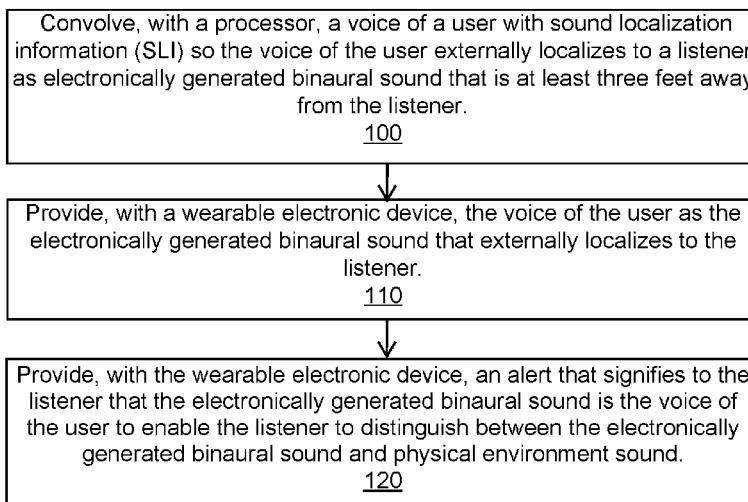 Convolve, with a processor, a voice of a user with sound localization
information (SLI) so the voice of the user externally localizes to a listener
as electronically generated binaural sound that is at least three feet away
from the listener.
100
Provide, with a wearable electronic device, the voice of the user as the
electronically generated binaural sound that externally localizes to the
listener.
110
Provide, with the wearable electronic device, an alert that signifies to the
listener that the electronically generated binaural sound is the voice of
the user to enable the listener to distinguish between the electronically
generated binaural sound and physical environment sound.
120